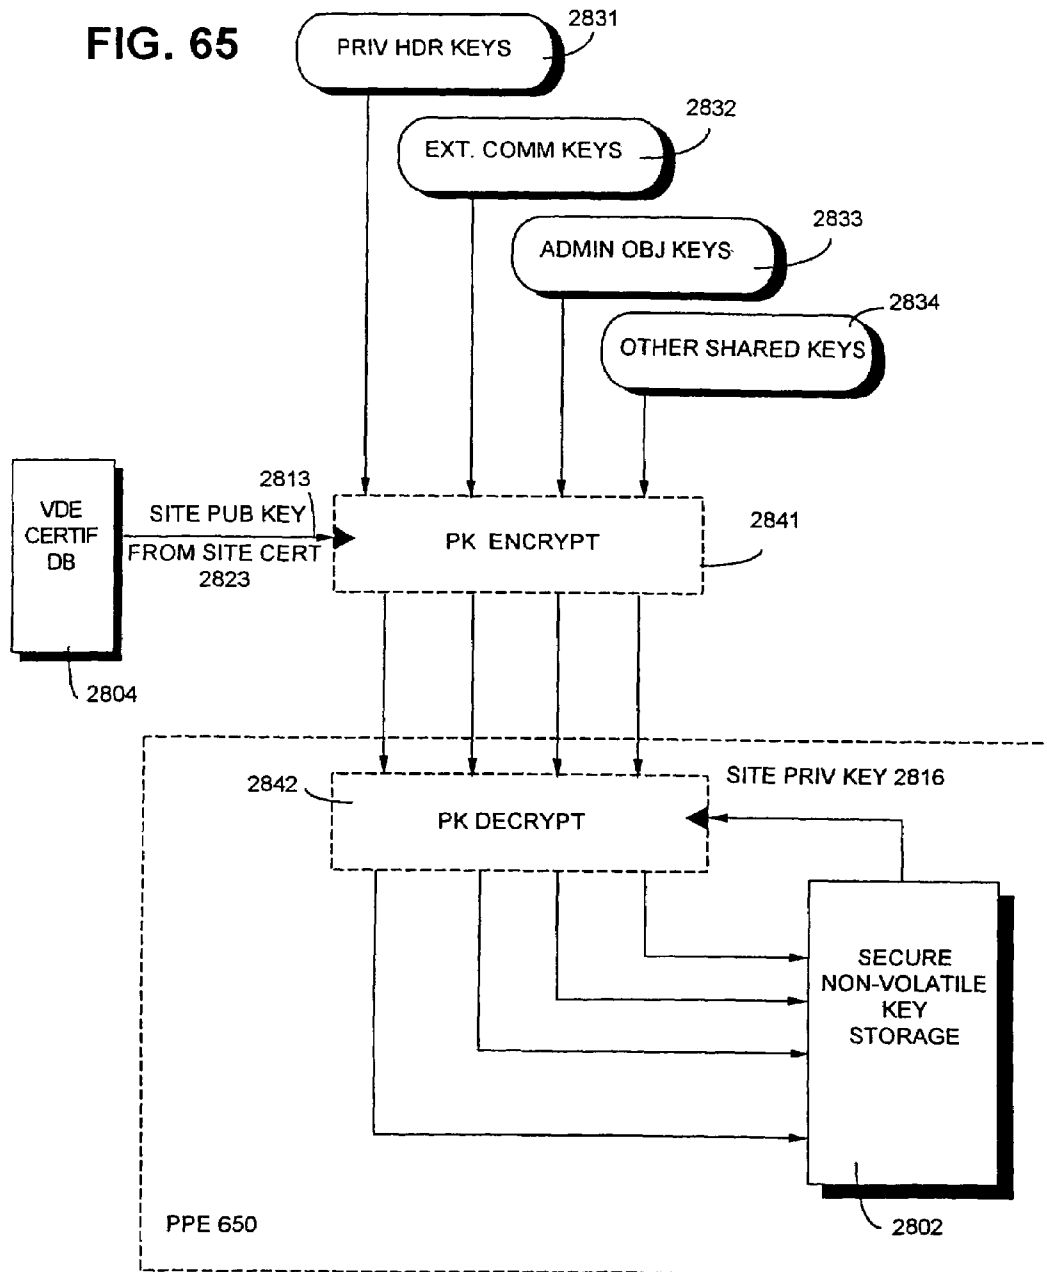 FIG. 65
2831
PRIV HDR KEYS
2832
EXT. COMM KEYS
2833
ADMIN OBJ KEYS
2834
OTHER SHARED KEYS
2813
VDE
CERTIF
DB
SITE PUB KEY
FROM SITE CERT
2823
PK ENCRYPT
2841
2804
2842
SITE PRIV KEY 2816
PK DECRYPT
SECURE
NON-VOLATILE
KEY
STORAGE
PPE 650
2802